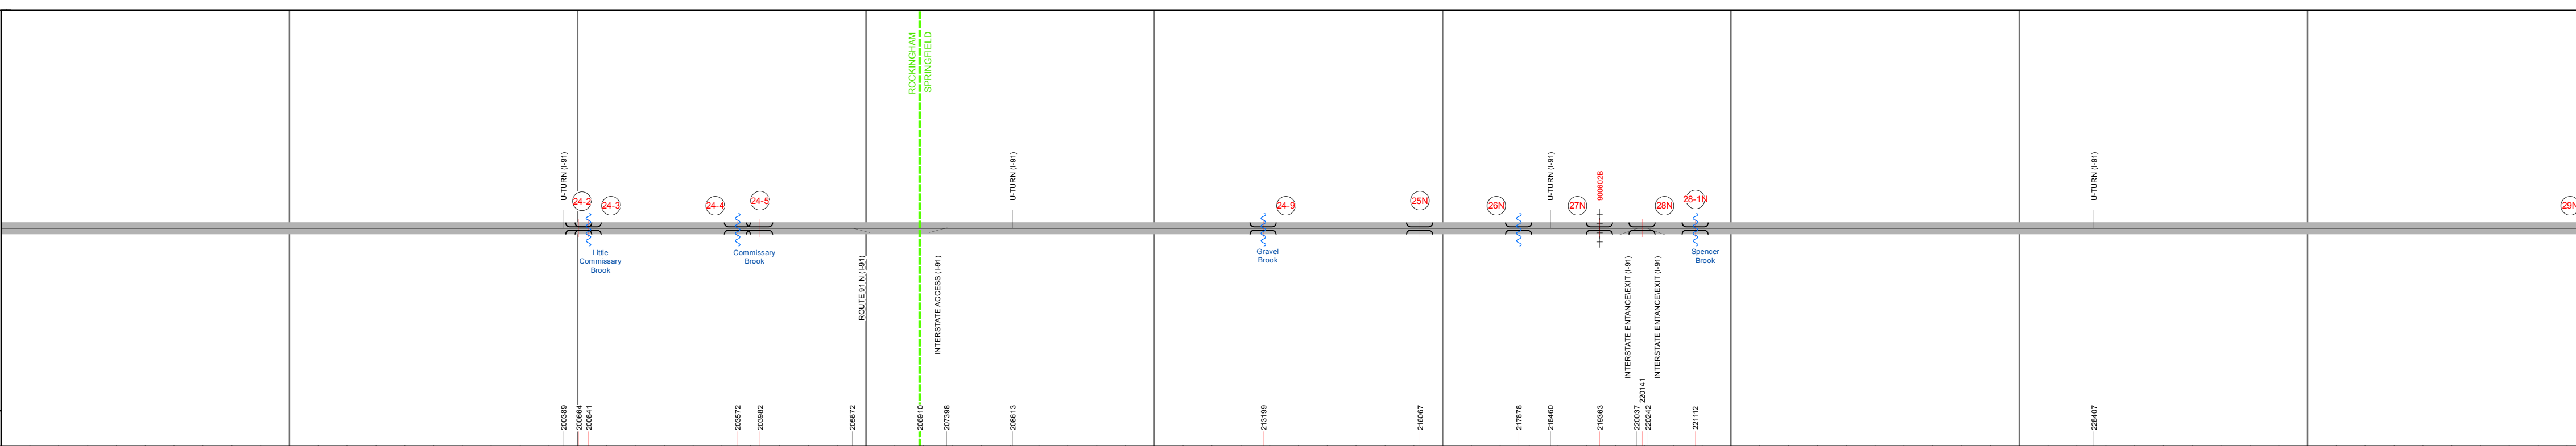 ROCKINGHAM
SPRINGFIELD
U-TURN (I-91)
24-2
24-3
24-4
24-5
U-TURN (I-91)
24-9
25N
26N
U-TURN (I-91)
27N
900602B
28N
28-1N
U-TURN (I-91)
29N
Little
Commissary
Brook
Commissary
Brook
ROUTE 91 N (I-91)
INTERSTATE ACCESS (I-91)
Gravel
Brook
INTERSTATE ENTANCE\EXIT (I-91)
INTERSTATE ENTANCE\EXIT (I-91)
Spencer
Brook
200389
200664
200841
203572
203982
205672
206910
207398
208613
213199
216067
217878
218460
219363
220037
220141
220242
221112
228407